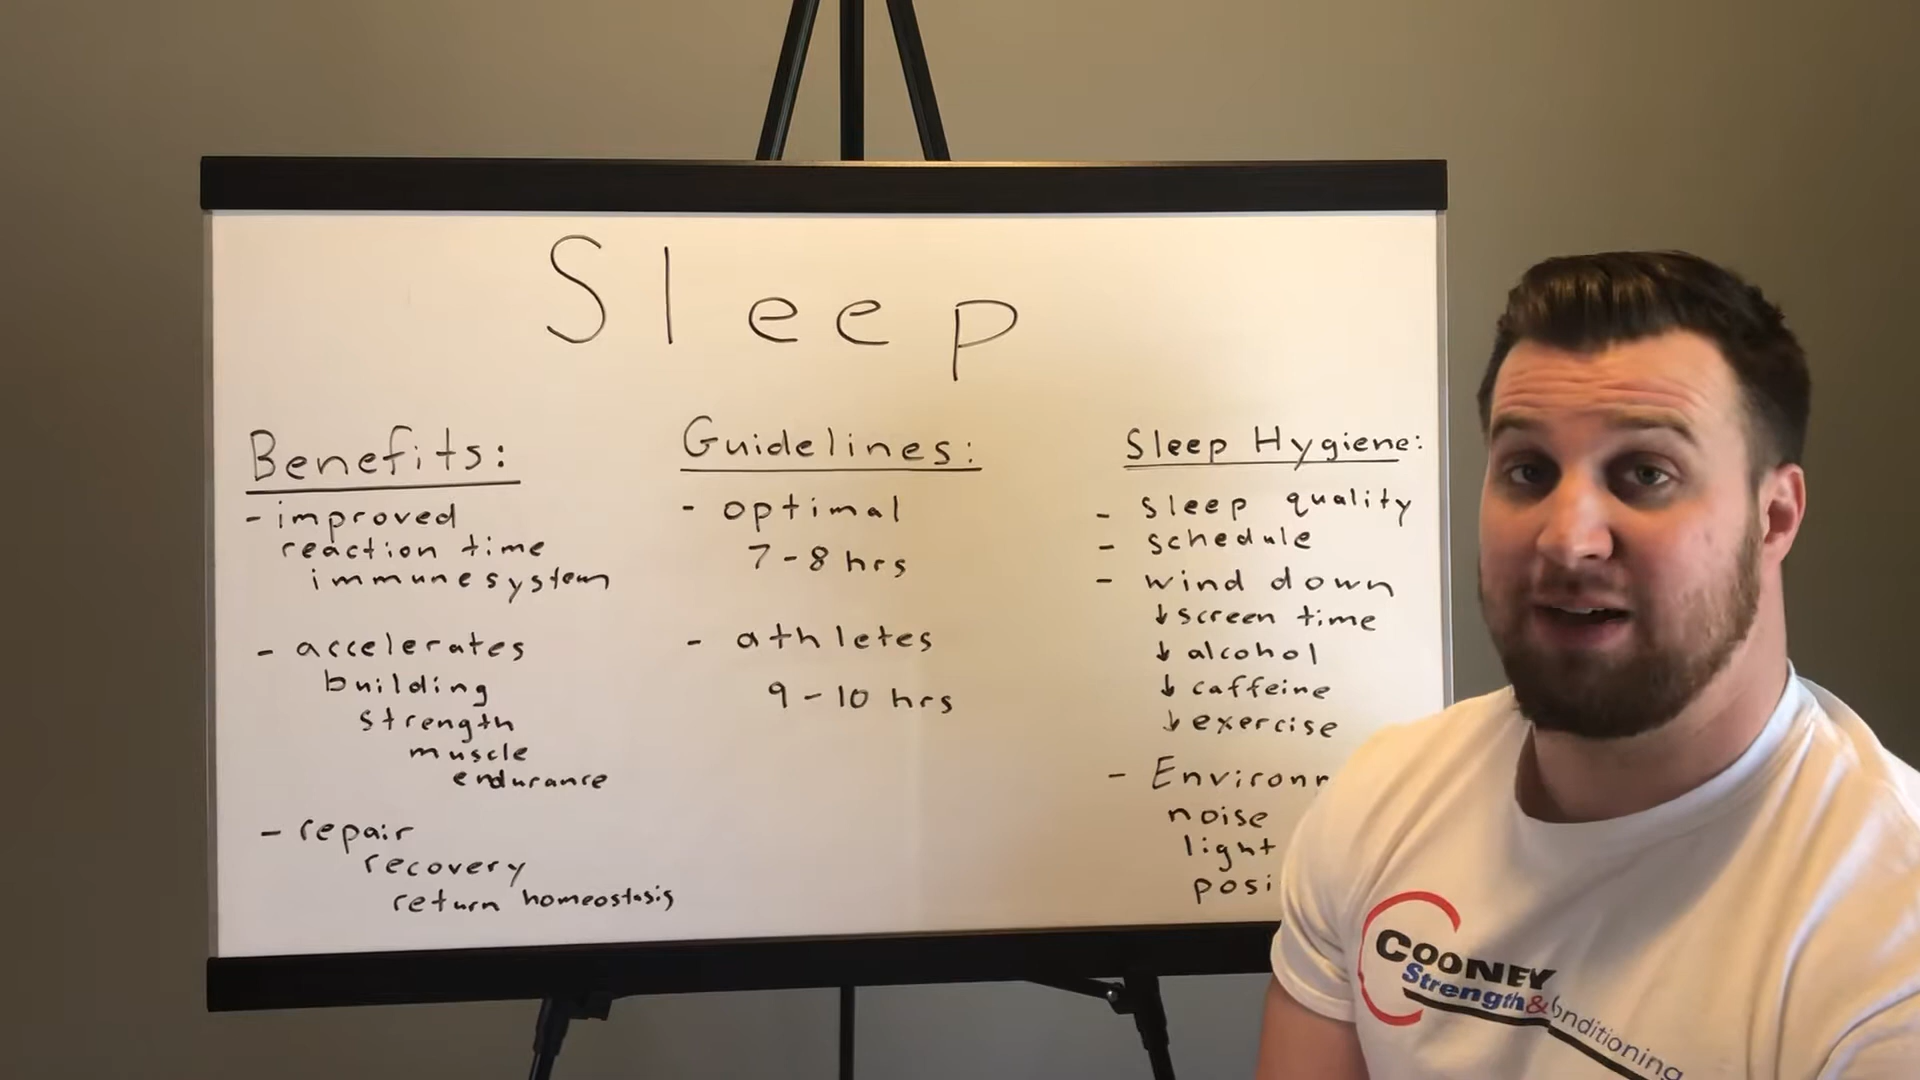 Sleep
Benefits:
- improved
reaction time
immune system
- accelerates
building
strength
muscle
endurance
- repair
recovery
return homeostasis
Guidelines:
- optimal
7-8 hrs
- athletes
9-10 hrs
Sleep Hygiene:
- sleep quality
- schedule
- wind down
↓ screen time
↓ alcohol
↓ caffeine
↓ exercise
-
noise
light
COONEY
Strength & Conditioning